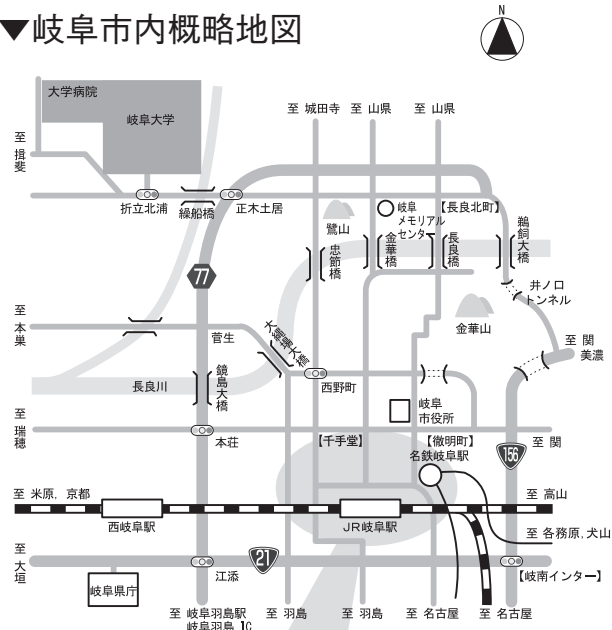 ▼岐阜市内概略地図
N
大学病院
岐阜大学
至 城田寺
至 山県
至 山県
至 揖斐
折立北浦
繰船橋
正木土居
鷺山
岐阜
メモリアル
センター
【長良北町】
鵜飼大橋
忠節橋
金華橋
長良橋
77
井ノ口
トンネル
金華山
至 本巣
菅生
大縄場大橋
至 関
美濃
長良川
鏡島大橋
西野町
岐阜
市役所
至 瑞穂
本荘
【千手堂】
【徹明町】
名鉄岐阜駅
156
至 関
至 米原，京都
至 高山
西岐阜駅
JR岐阜駅
至 各務原，犬山
至 大垣
江添
21
【岐南インター】
岐阜県庁
至 岐阜羽島駅
岐阜羽島 IC
至 羽島
至 羽島
至 名古屋
至 名古屋